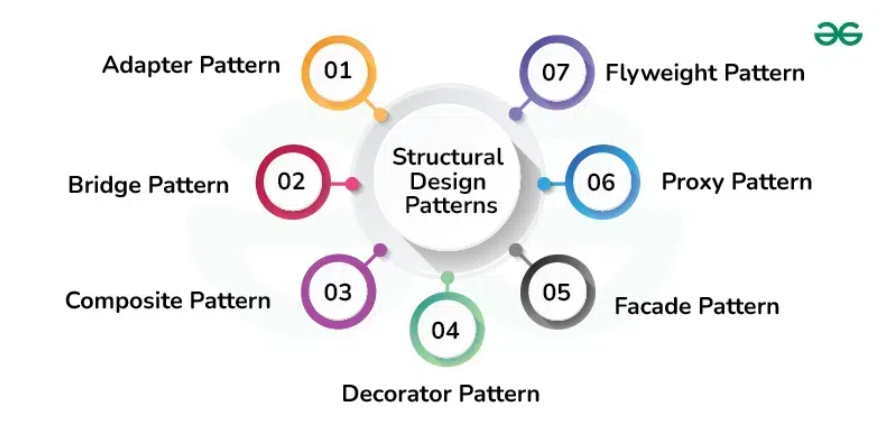 Adapter Pattern
01
07
Flyweight Pattern
Structural
Design
Patterns
Bridge Pattern
02
06
Proxy Pattern
Composite Pattern
03
05
Facade Pattern
04
Decorator Pattern